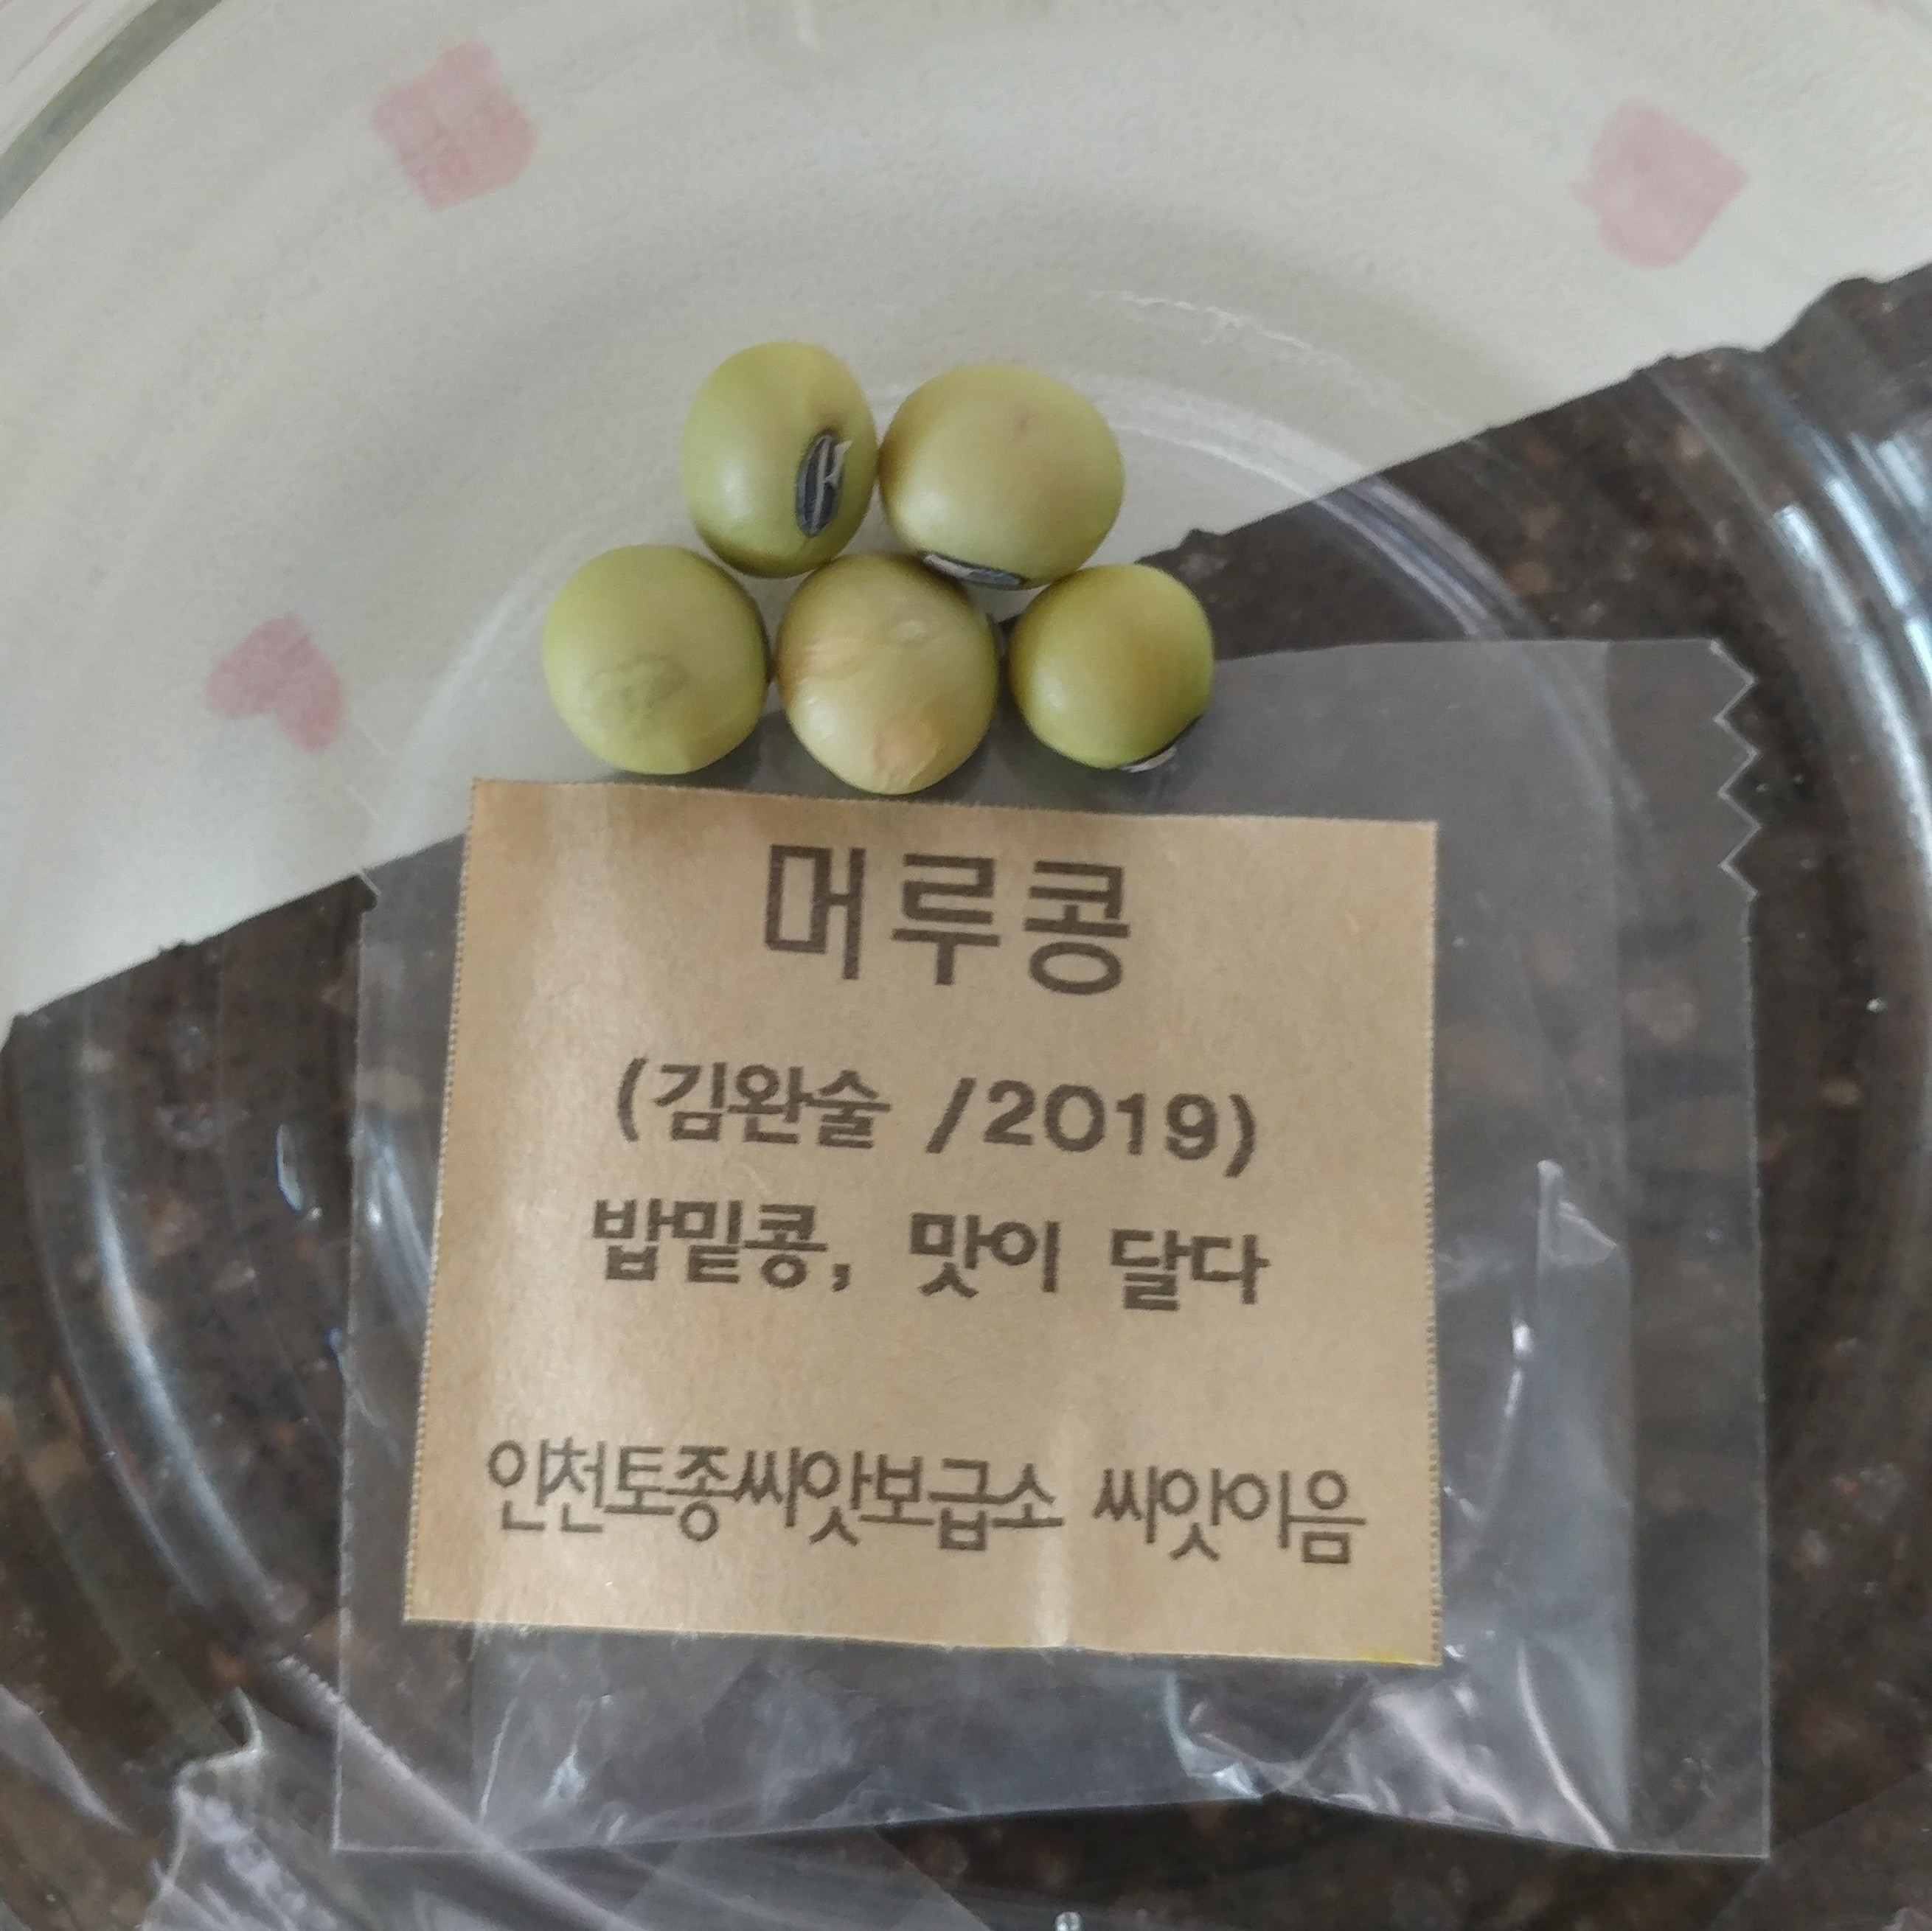 머루콩
(김완술 /2019)
밥밑콩, 맛이 달다
인천토종씨앗보급소 씨앗이음